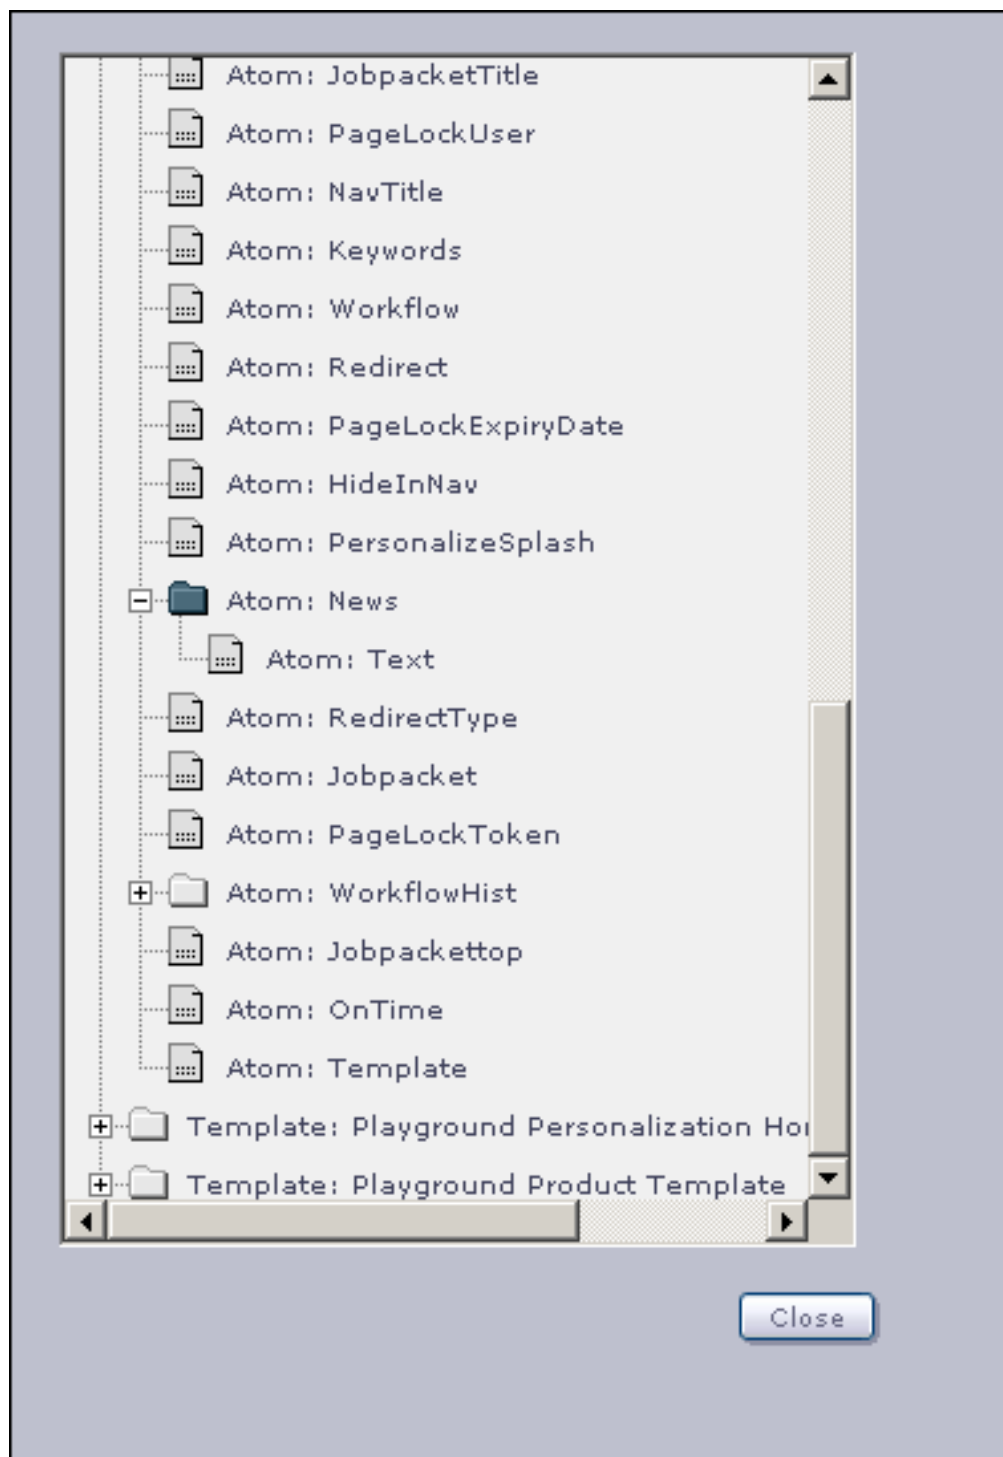 Atom: JobpacketTitle
Atom: PageLockUser
Atom: NavTitle
Atom: Keywords
Atom: Workflow
Atom: Redirect
Atom: PageLockExpiryDate
Atom: HideInNav
Atom: PersonalizeSplash
Atom: News
Atom: Text
Atom: RedirectType
Atom: Jobpacket
Atom: PageLockToken
Atom: WorkflowHist
Atom: Jobpackettop
Atom: OnTime
Atom: Template
Template: Playground Personalization
Template: Playground Product Template
Close